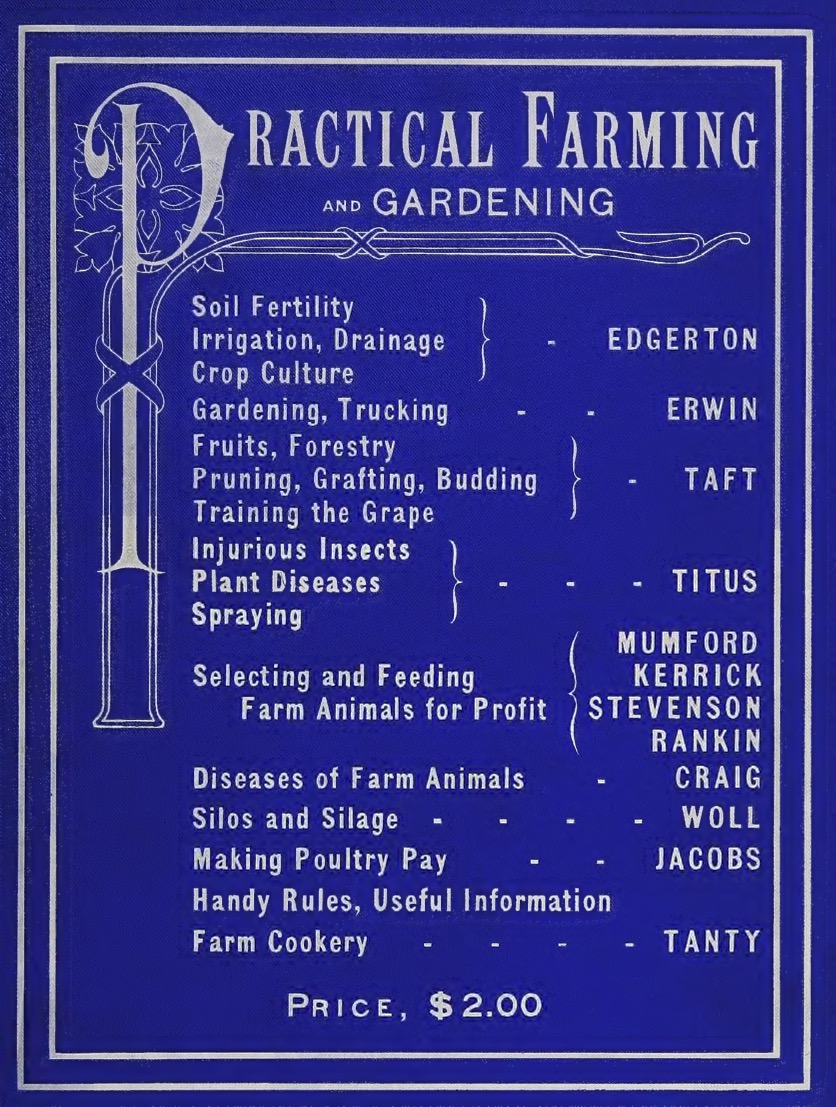 PRACTICAL FARMING
AND GARDENING
Soil Fertility
Irrigation, Drainage - EDGERTON
Crop Culture
Gardening, Trucking - - ERWIN
Fruits, Forestry
Pruning, Grafting, Budding - TAFT
Training the Grape
Injurious Insects
Plant Diseases - - - TITUS
Spraying
MUMFORD
Selecting and Feeding KERRICK
Farm Animals for Profit STEVENSON
RANKIN
Diseases of Farm Animals - CRAIG
Silos and Silage - - - - WOLL
Making Poultry Pay - - JACOBS
Handy Rules, Useful Information
Farm Cookery - - - - TANTY
PRICE, $2.00